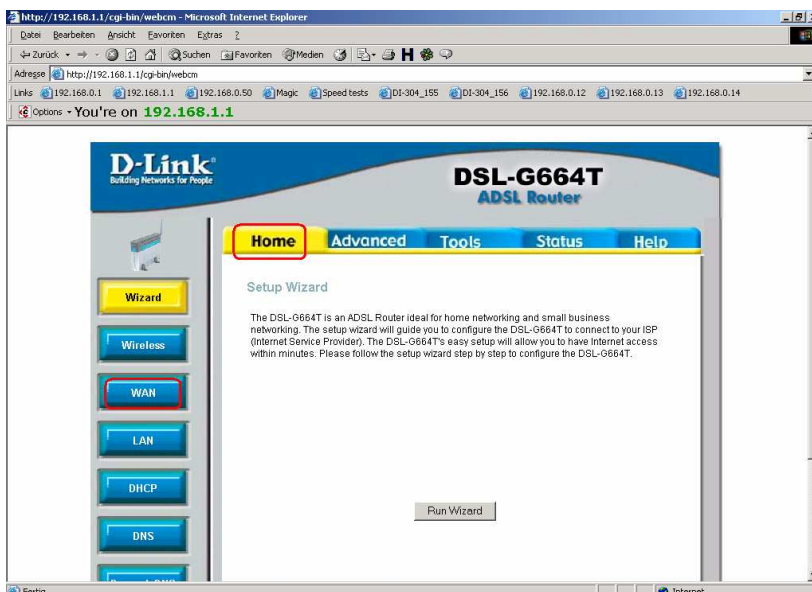 http://192.168.1.1/cgi-bin/webcm - Microsoft Internet Explorer
Datei Bearbeiten Ansicht Favoriten Extras ?
Zurück Suchen Favoriten Medien
Adresse http://192.168.1.1/cgi-bin/webcm
Links 192.168.0.1 192.168.1.1 192.168.0.50 Magic Speed tests DI-304_155 DI-304_156 192.168.0.12 192.168.0.13 192.168.0.14
Options You're on 192.168.1.1
D-Link
Building Networks for People
DSL-G664T
ADSL Router
Home Advanced Tools Status Help
Wizard
Wireless
WAN
LAN
DHCP
DNS
Setup Wizard
The DSL-G664T is an ADSL Router ideal for home networking and small business
networking. The setup wizard will guide you to configure the DSL-G664T to connect to your ISP
(Internet Service Provider). The DSL-G664T's easy setup will allow you to have Internet access
within minutes. Please follow the setup wizard step by step to configure the DSL-G664T.
Run Wizard
Fertig
Internet